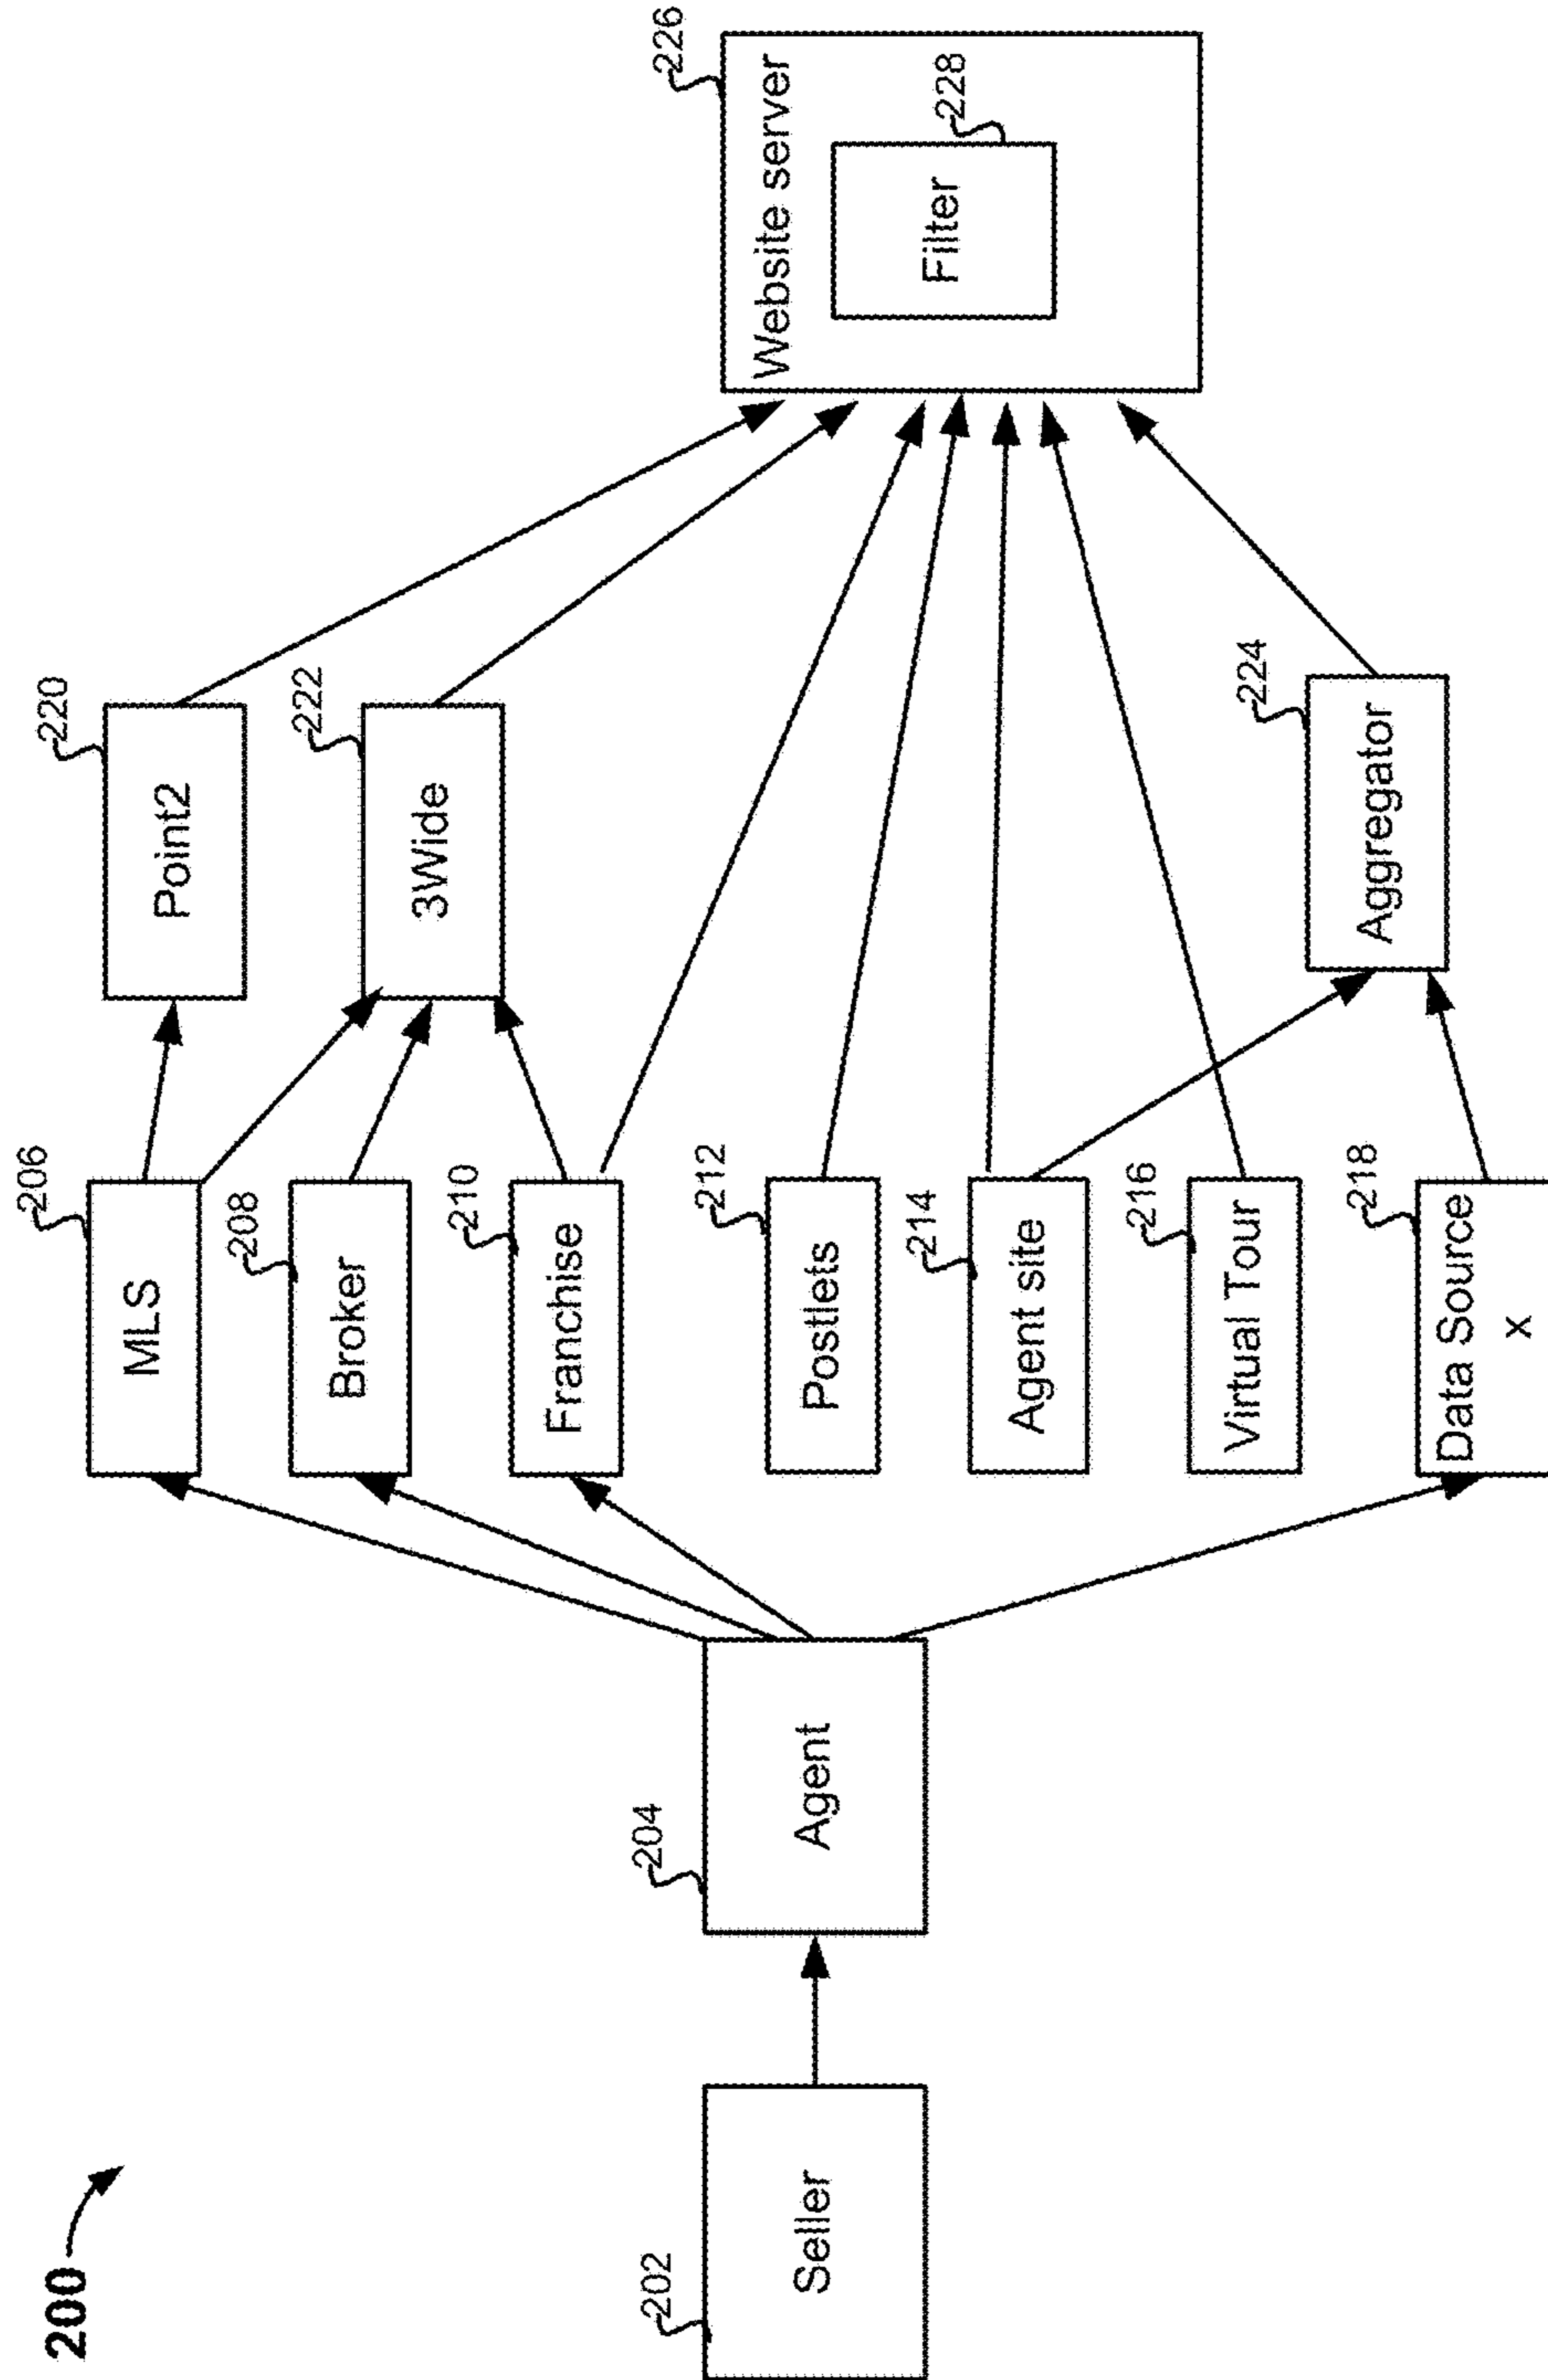 200
202
Seller
204
Agent
206
MLS
208
Broker
210
Franchise
212
Postlets
214
Agent site
216
Virtual Tour
218
Data Source
x
220
Point2
222
3Wide
224
Aggregator
226
Website server
228
Filter